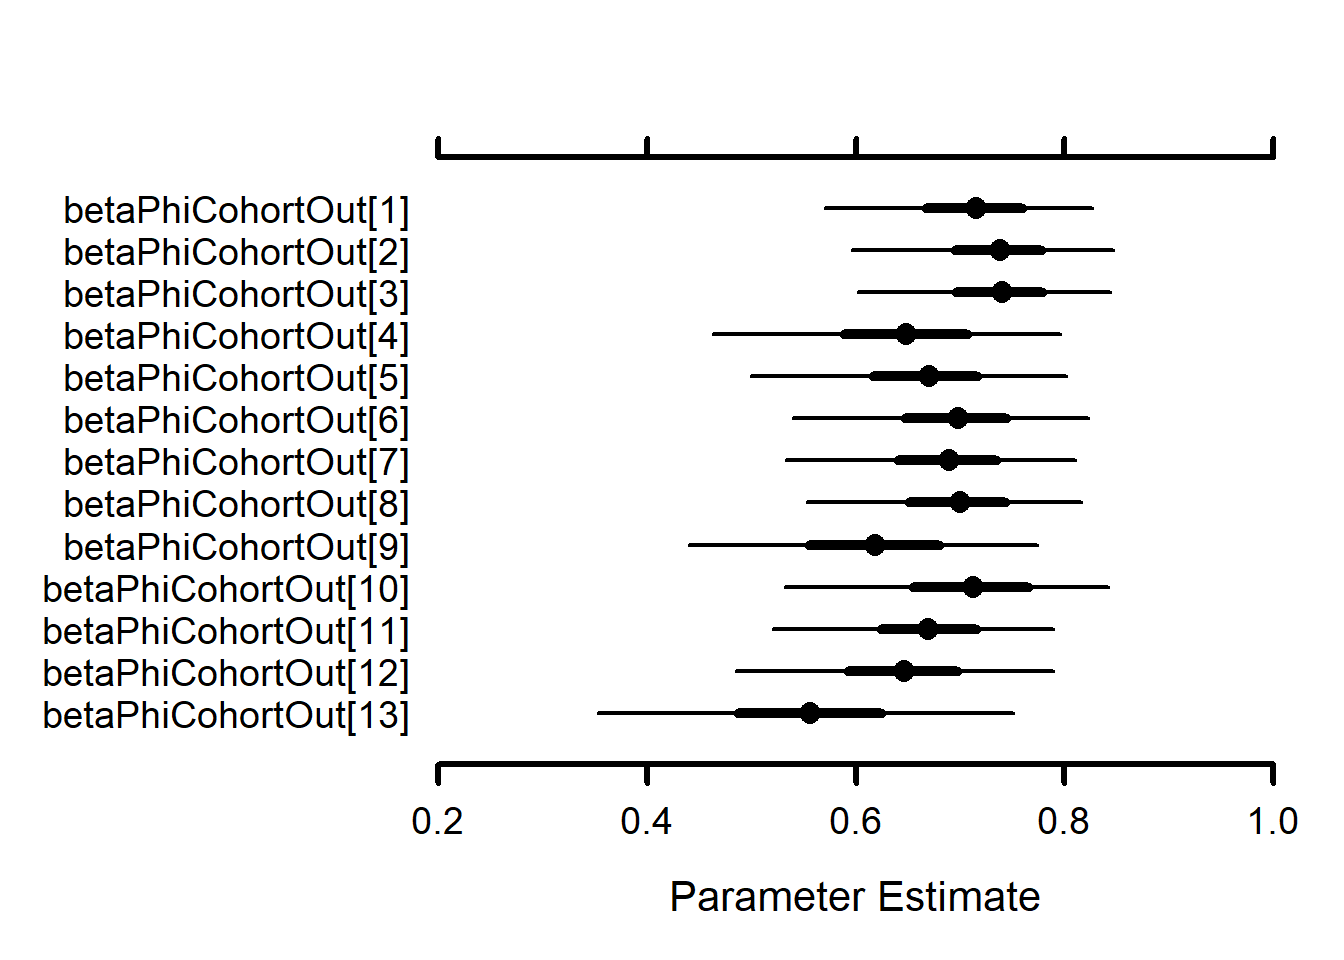 betaPhiCohortOut[1]
betaPhiCohortOut[2]
betaPhiCohortOut[3]
betaPhiCohortOut[4]
betaPhiCohortOut[5]
betaPhiCohortOut[6]
betaPhiCohortOut[7]
betaPhiCohortOut[8]
betaPhiCohortOut[9]
betaPhiCohortOut[10]
betaPhiCohortOut[11]
betaPhiCohortOut[12]
betaPhiCohortOut[13]
0.2 0.4 0.6 0.8 1.0
Parameter Estimate